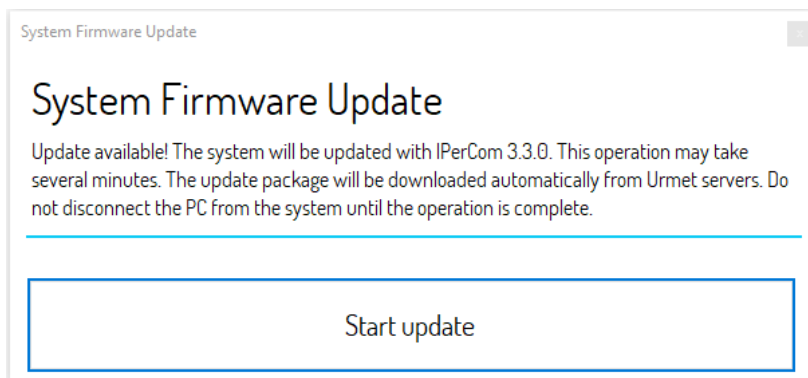 System Firmware Update
System Firmware Update
Update available! The system will be updated with IPerCom 3.3.0. This operation may take
several minutes. The update package will be downloaded automatically from Urmet servers. Do
not disconnect the PC from the system until the operation is complete.
Start update